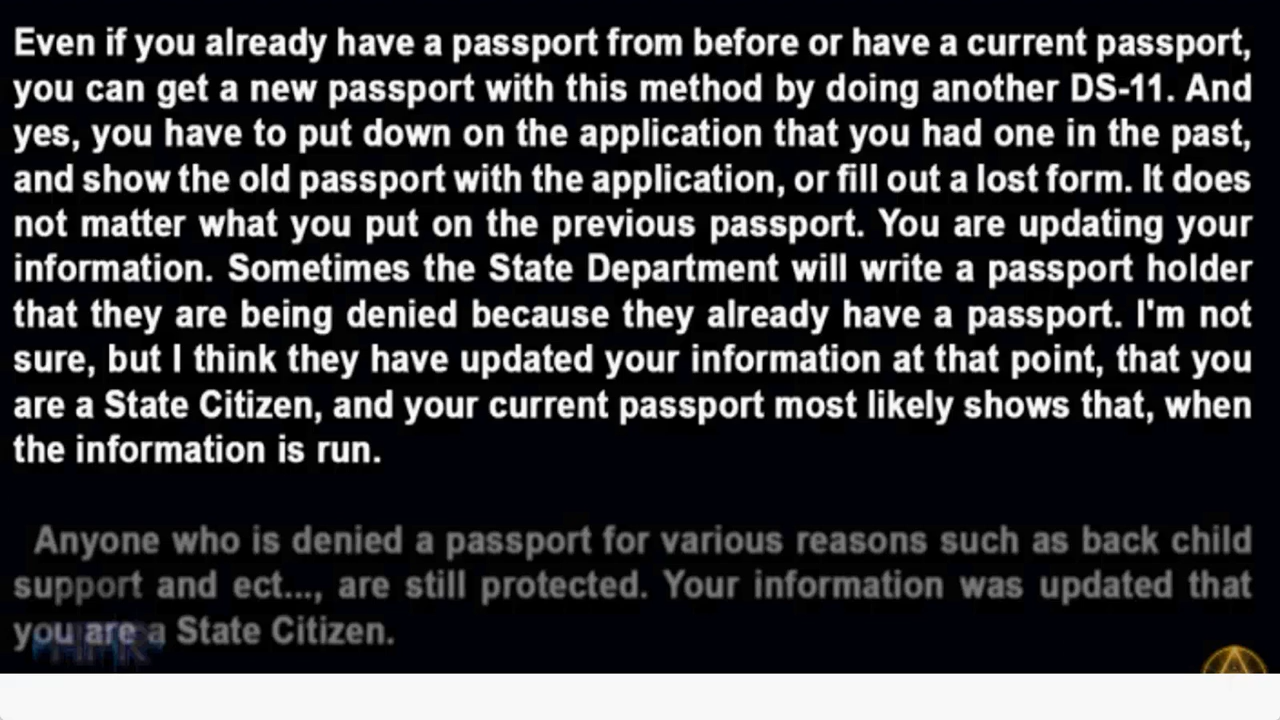 Even if you already have a passport from before or have a current passport,
you can get a new passport with this method by doing another DS-11. And
yes, you have to put down on the application that you had one in the past,
and show the old passport with the application, or fill out a lost form. It does
not matter what you put on the previous passport. You are updating your
information. Sometimes the State Department will write a passport holder
that they are being denied because they already have a passport. I'm not
sure, but I think they have updated your information at that point, that you
are a State Citizen, and your current passport most likely shows that, when
the information is run.
Anyone who is denied a passport for various reasons such as back child
support and ect..., are still protected. Your information was updated that
you are a State Citizen.